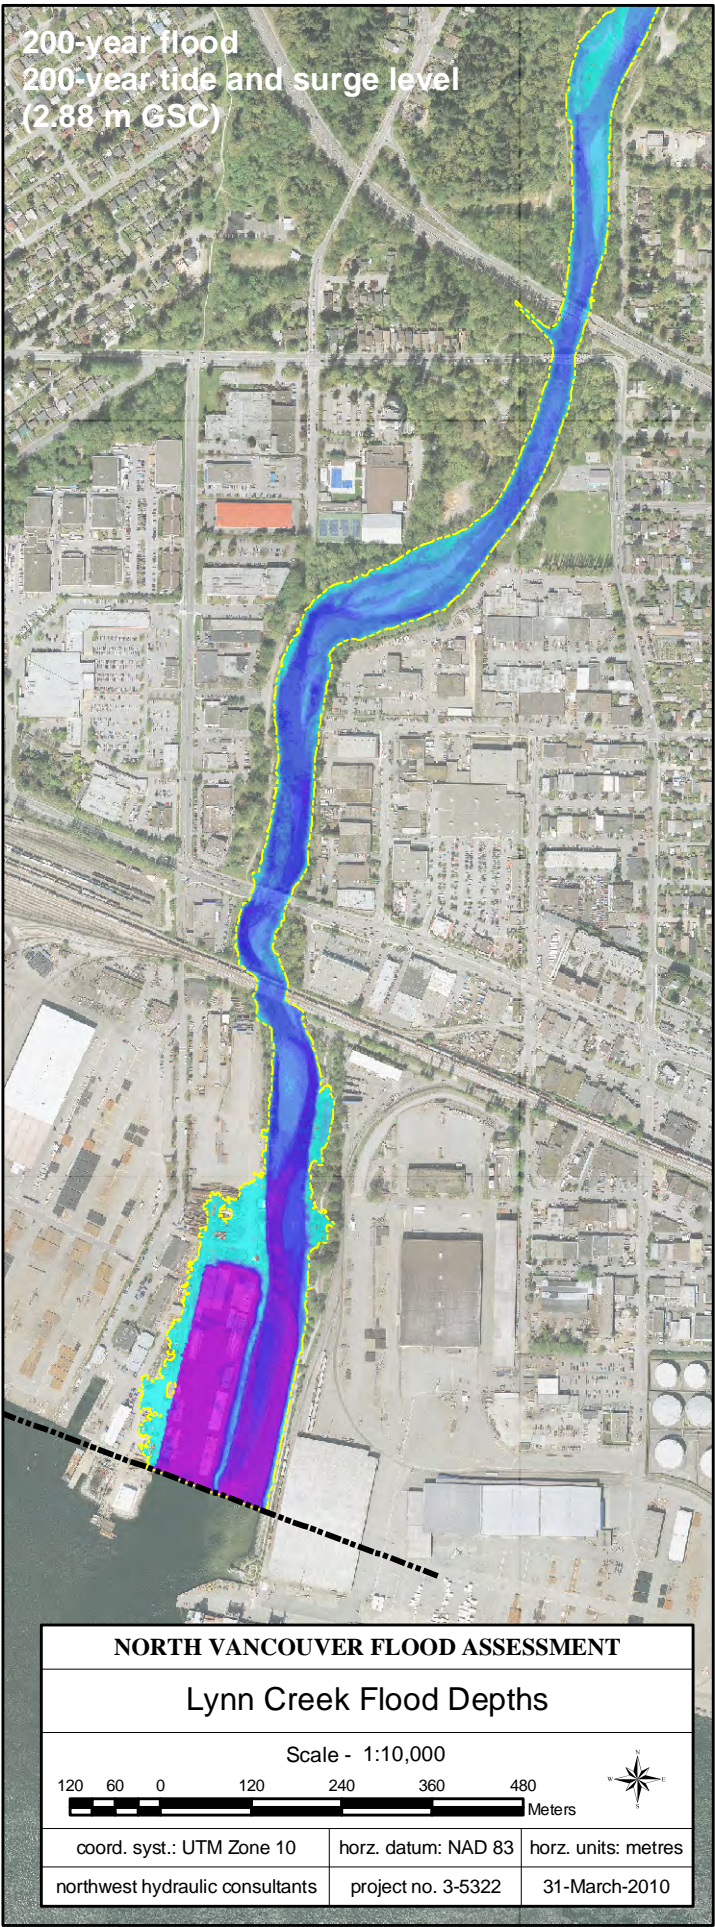 200-year flood
200-year tide and surge level
(2.88 m GSC)
NORTH VANCOUVER FLOOD ASSESSMENT
Lynn Creek Flood Depths
Scale - 1:10,000
120 60 0 120 240 360 480
Meters
N
W E
S
coord. syst.: UTM Zone 10 horz. datum: NAD 83 horz. units: metres
northwest hydraulic consultants project no. 3-5322 31-March-2010